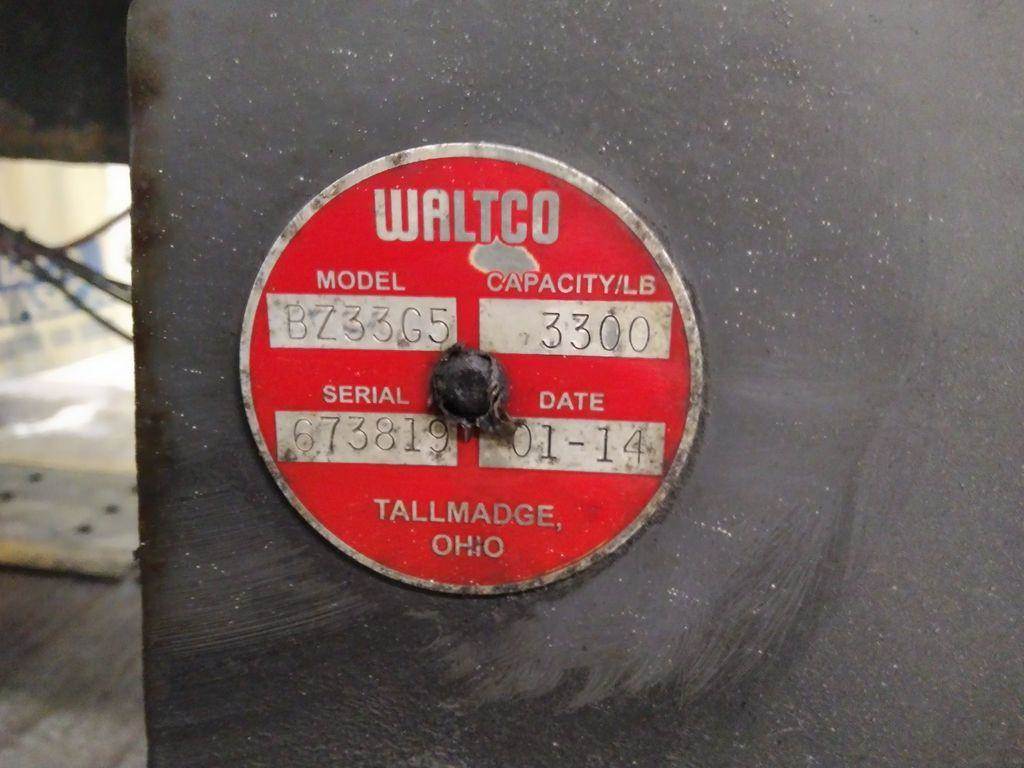 WALTCO
MODEL CAPACITY/LB
BZ33G5 3300
SERIAL DATE
673819 01-14
TALLMADGE,
OHIO